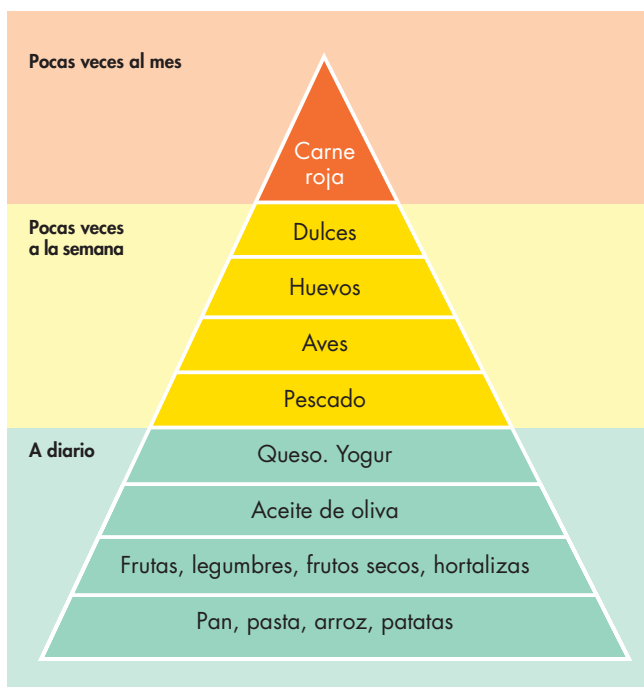 Pocas veces al mes
Carne
roja
Pocas veces
a la semana
Dulces
Huevos
Aves
Pescado
A diario
Queso. Yogur
Aceite de oliva
Frutas, legumbres, frutos secos, hortalizas
Pan, pasta, arroz, patatas